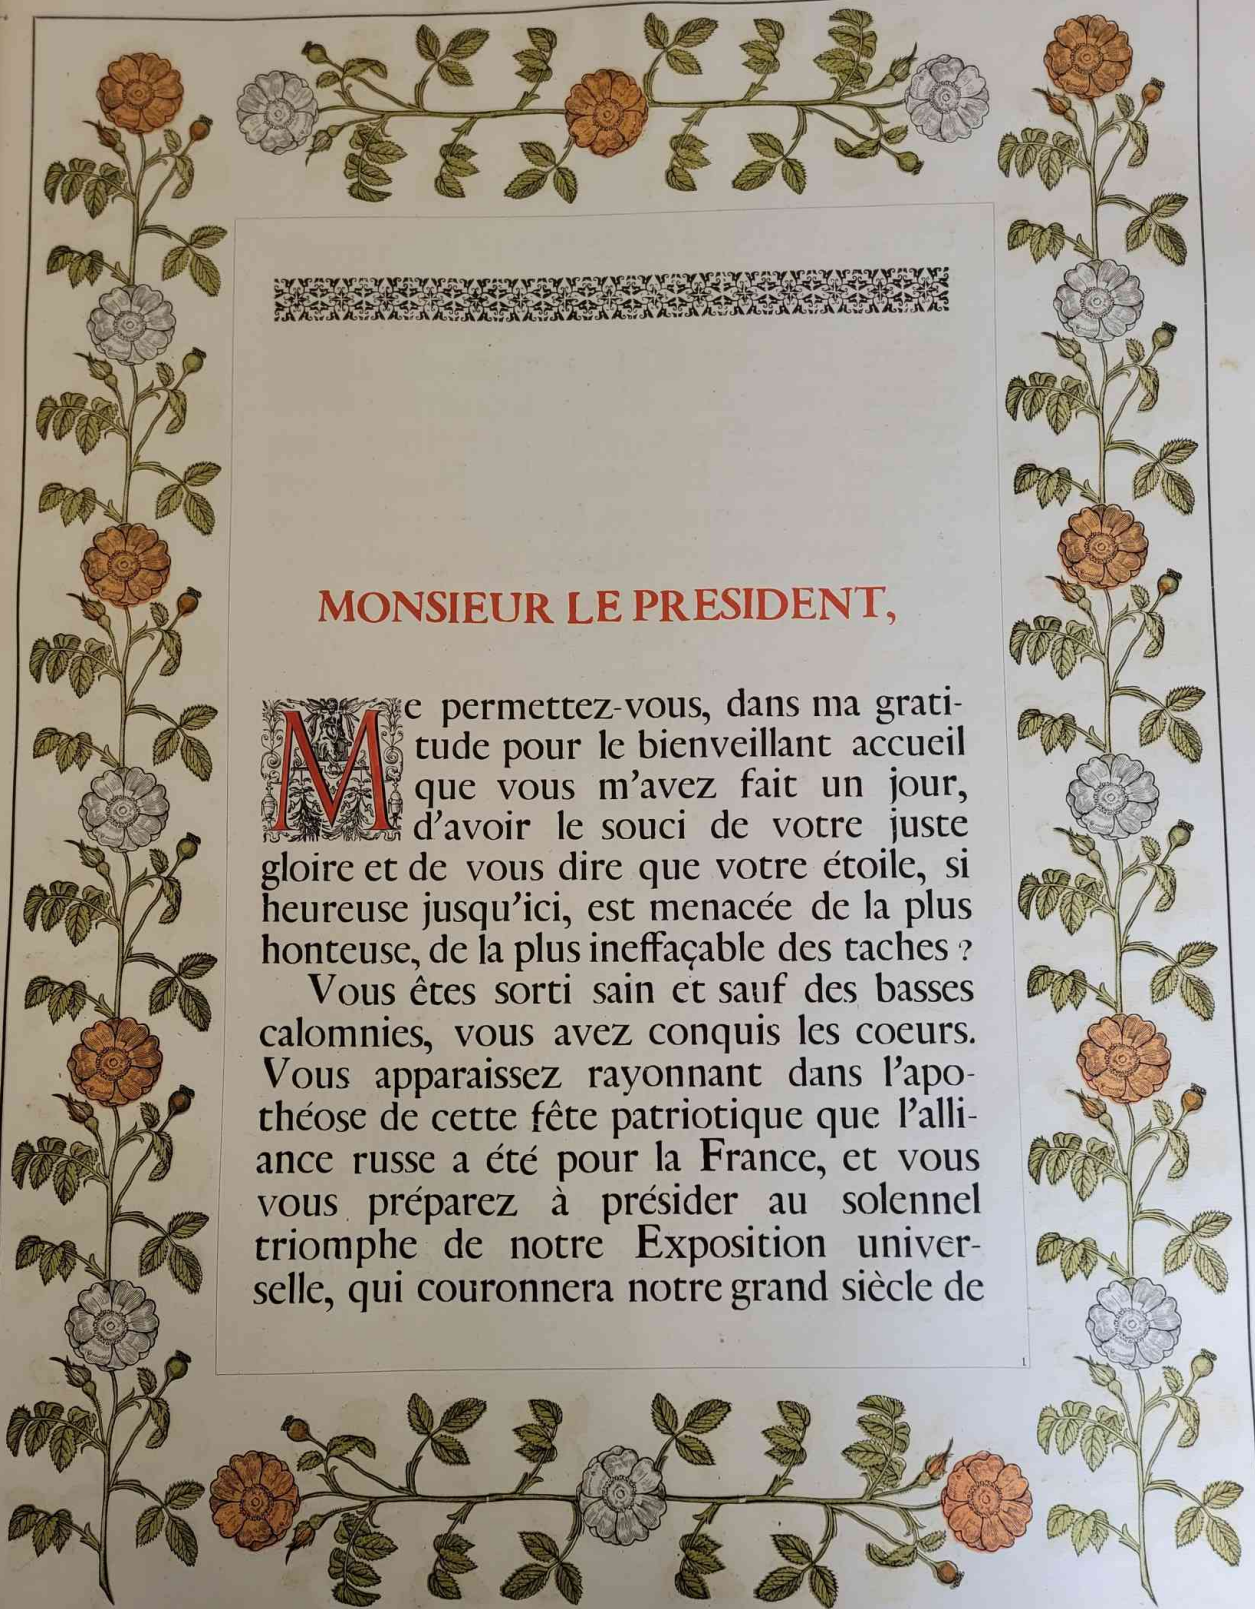 MONSIEUR LE PRESIDENT,
Me permettez-vous, dans ma grati-
tude pour le bienveillant accueil
que vous m'avez fait un jour,
d'avoir le souci de votre juste
gloire et de vous dire que votre étoile, si
heureuse jusqu'ici, est menacée de la plus
honteuse, de la plus ineffaçable des taches ?
Vous êtes sorti sain et sauf des basses
calomnies, vous avez conquis les coeurs.
Vous apparaissez rayonnant dans l'apo-
théose de cette fête patriotique que l'alli-
ance russe a été pour la France, et vous
vous préparez à présider au solennel
triomphe de notre Exposition univer-
selle, qui couronnera notre grand siècle de
1